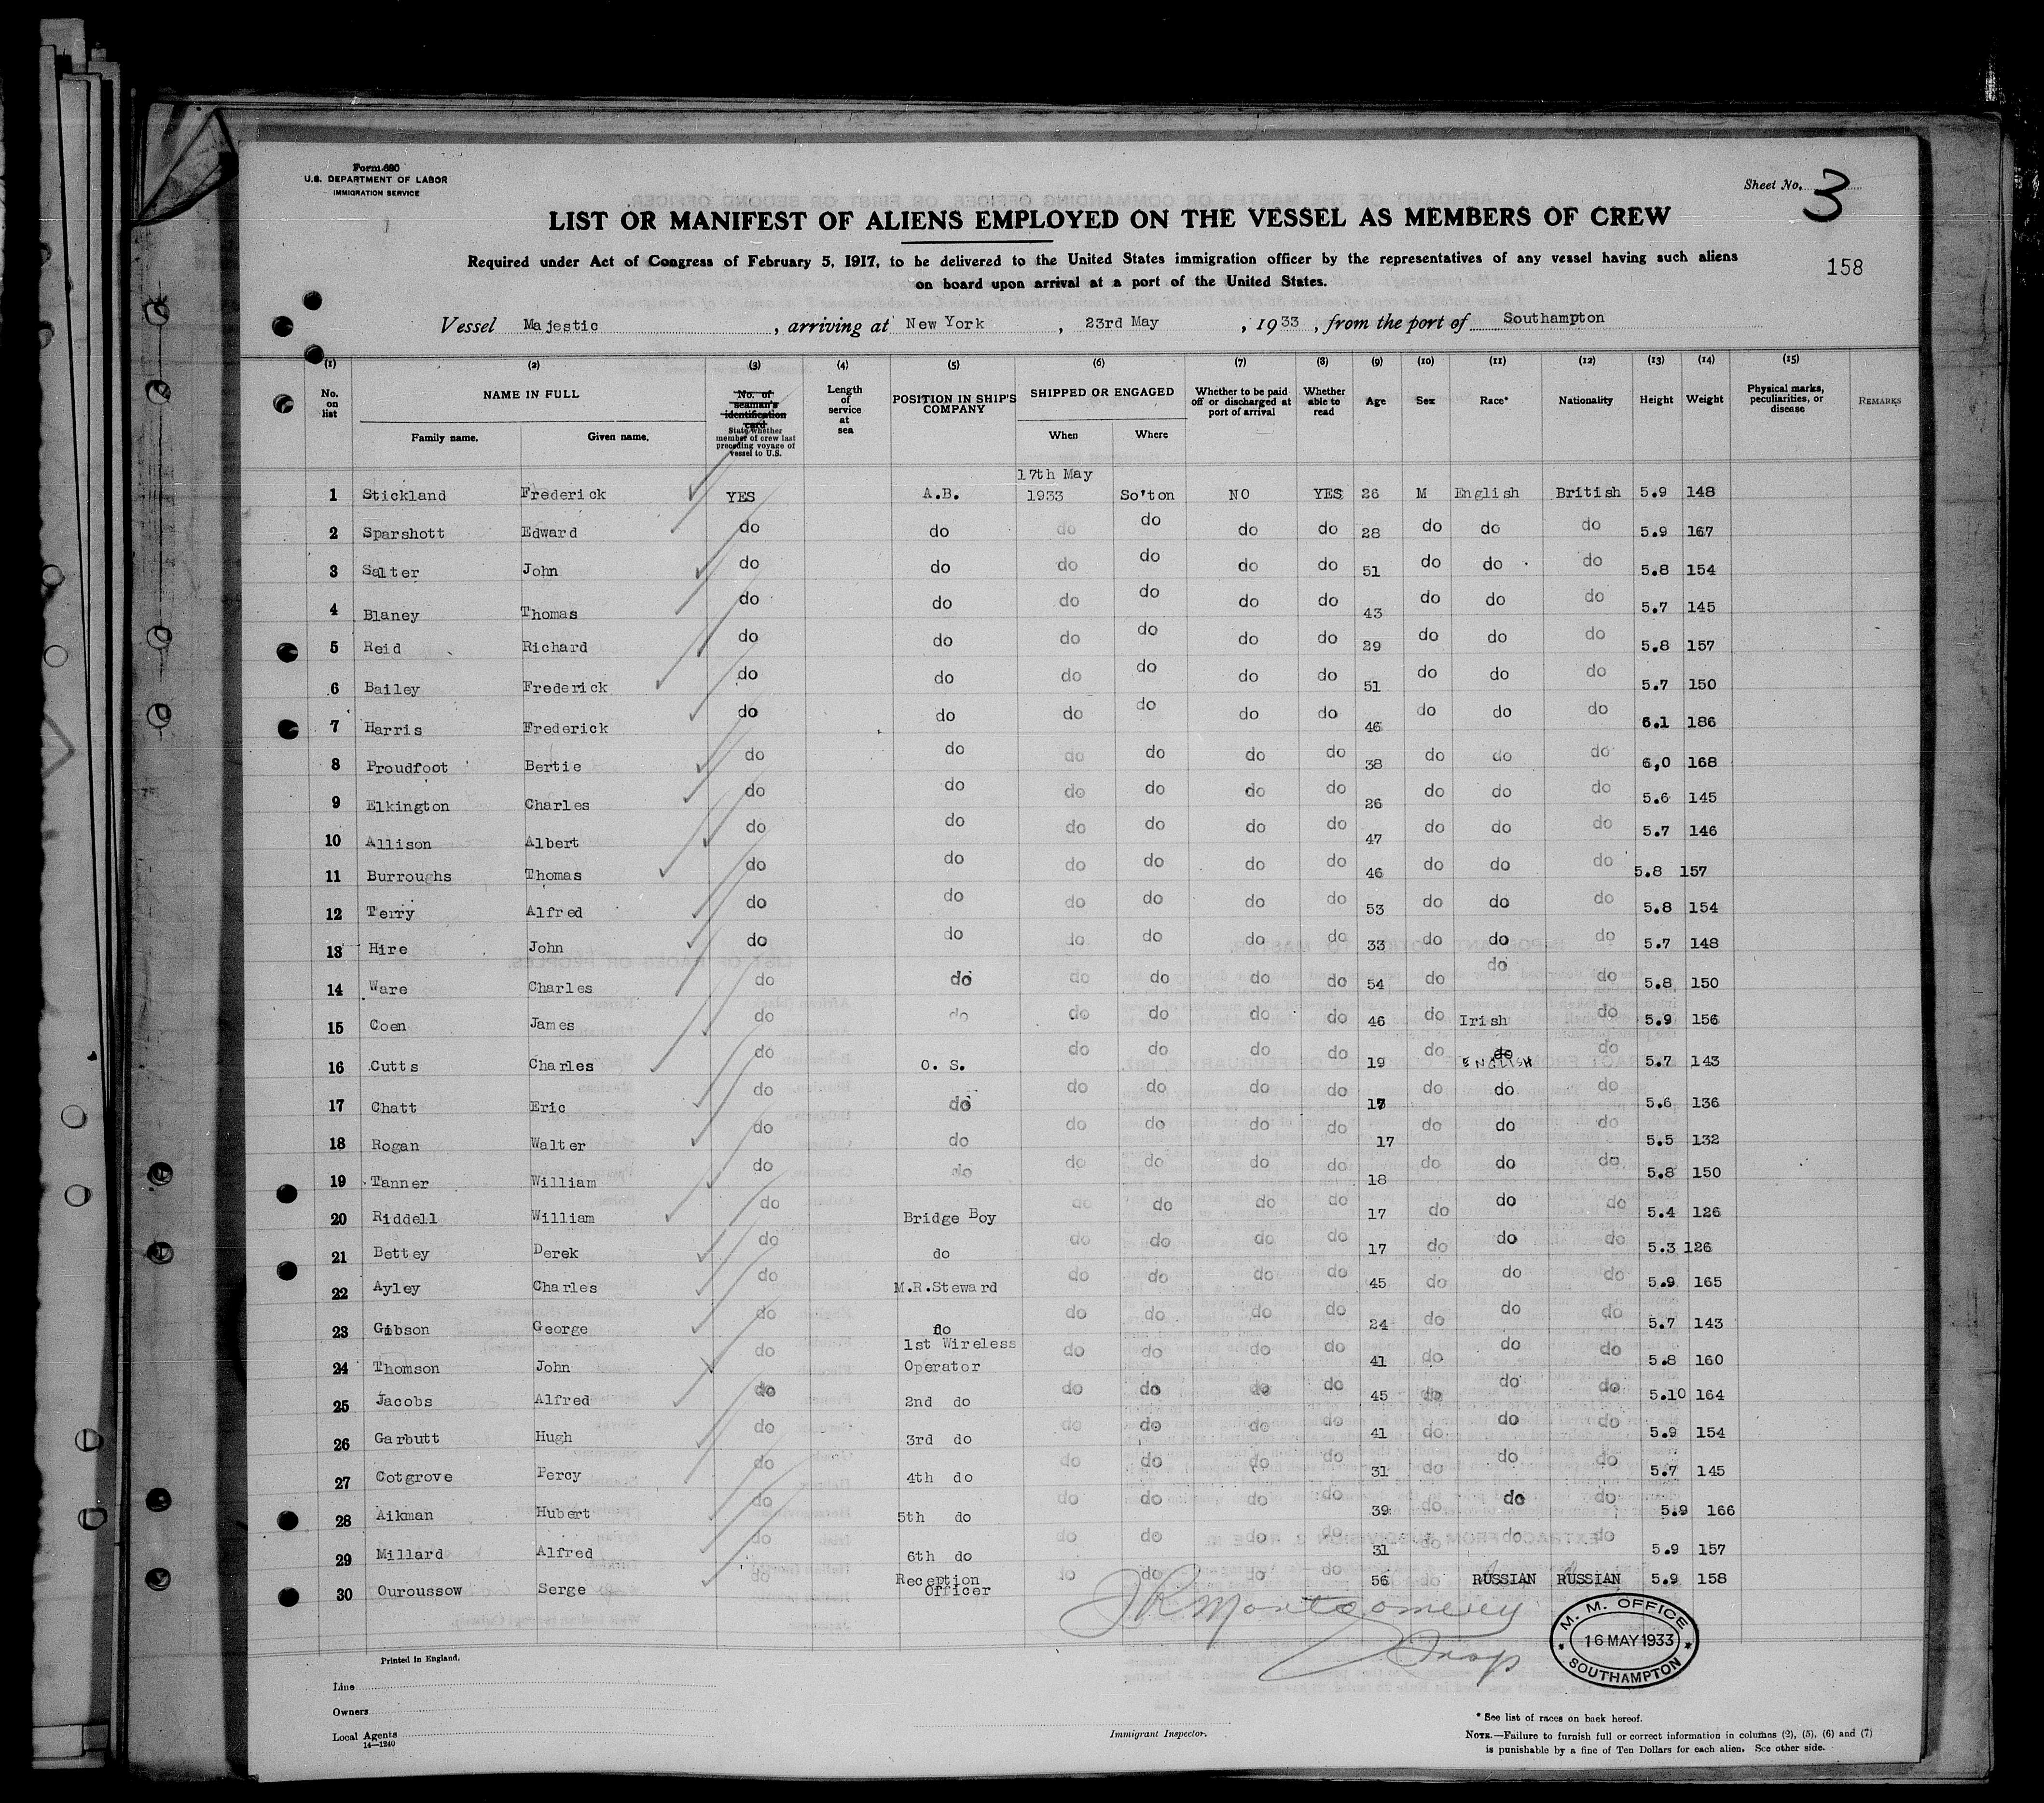 Form 680
U.S. DEPARTMENT OF LABOR
IMMIGRATION SERVICE
Sheet No. 3
LIST OR MANIFEST OF ALIENS EMPLOYED ON THE VESSEL AS MEMBERS OF CREW
Required under Act of Congress of February 5, 1917, to be delivered to the United States immigration officer by the representatives of any vessel having such aliens
on board upon arrival at a port of the United States.
158
Vessel Majestic , arriving at New York , 23rd May , 1933 , from the port of Southampton
(1) (2) (3) (4) (5) (6) (7) (8) (9) (10) (11) (12) (13) (14) (15)
No. on list NAME IN FULL Family name. Given name. No. of seaman's identification card State whether member of crew last preceding voyage of vessel to U.S. Length of service at sea POSITION IN SHIP'S COMPANY SHIPPED OR ENGAGED When Where Whether to be paid off or discharged at port of arrival Whether able to read Age Sex Race* Nationality Height Weight Physical marks, peculiarities, or disease REMARKS
1 Stickland Frederick YES A.B. 17th May 1933 So'ton NO YES 26 M English British 5.9 148
2 Sparshott Edward do do do do do do 28 do do do 5.9 167
3 Salter John do do do do do do 51 do do do 5.8 154
4 Blaney Thomas do do do do do do 43 do do do 5.7 145
5 Reid Richard do do do do do do 29 do do do 5.8 157
6 Bailey Frederick do do do do do do 51 do do do 5.7 150
7 Harris Frederick do do do do do do 46 do do do 6.1 186
8 Proudfoot Bertie do do do do do do 38 do do do 6,0 168
9 Elkington Charles do do do do do do 26 do do do 5.6 145
10 Allison Albert do do do do do do 47 do do do 5.7 146
11 Burroughs Thomas do do do do do do 46 do do do 5.8 157
12 Terry Alfred do do do do do do 53 do do do 5.8 154
13 Hire John do do do do do do 33 do do do 5.7 148
14 Ware Charles do do do do do do 54 do do do 5.8 150
15 Coen James do do do do do do 46 do Irish do 5.9 156
16 Cutts Charles do O. S. do do do do 19 do do ENGLISH do 5.7 143
17 Chatt Eric do do do do do do do do do 5.6 136
18 Rogan Walter do do do do do do 17 do do do 5.5 132
19 Tanner William do do do do do do 18 do do do 5.8 150
20 Riddell William do Bridge Boy do do do do 17 do do do 5.4 126
21 Bettey Derek do do do do do do 17 do do do 5.3 126
22 Ayley Charles do M.R.Steward do do do do 45 do do do 5.9 165
23 Gibson George do do do do do do 24 do do do 5.7 143
24 Thomson John do 1st Wireless Operator do do do do 41 do do do 5.8 160
25 Jacobs Alfred do 2nd do do do do do 45 do do do 5.10 164
26 Garbutt Hugh do 3rd do do do do do 41 do do do 5.9 154
27 Cotgrove Percy do 4th do do do do do 31 do do do 5.7 145
28 Aikman Hubert do 5th do do do do do 39 do do do 5.9 166
29 Millard Alfred do 6th do do do do do 31 do do do 5.9 157
30 Ouroussow Serge do Reception Officer do do do do 56 do RUSSIAN RUSSIAN 5.9 158
JR Montgomery
Insp
M. M. OFFICE
16 MAY 1933
SOUTHAMPTON
Printed in England.
Line
Owners
Local Agents
14—1240
Immigrant Inspector.
* See list of races on back hereof.
NOTE.—Failure to furnish full or correct information in columns (2), (5), (6) and (7)
is punishable by a fine of Ten Dollars for each alien. See other side.